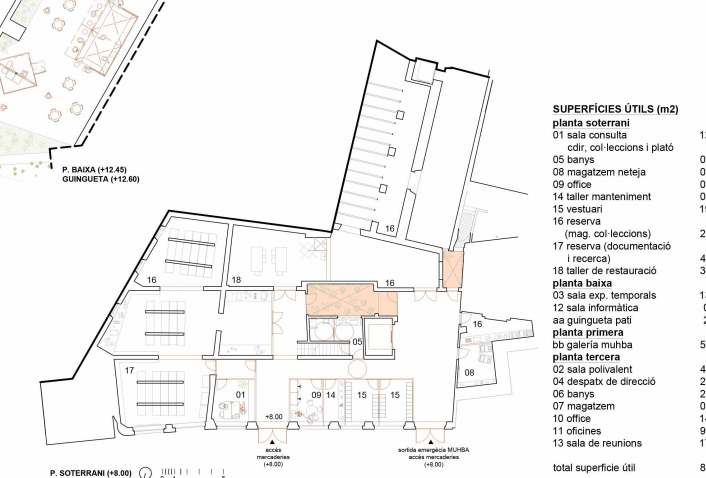 P. BAIXA (+12.45)
GUINGUETA (+12.60)
SUPERFÍCIES ÚTILS (m2)
planta soterrani
01 sala consulta
cdir, col·leccions i plató
05 banys
08 magatzem neteja
09 office
14 taller manteniment
15 vestuari
16 reserva
(mag. col·leccions)
17 reserva (documentació
i recerca)
18 taller de restauració
planta baixa
03 sala exp. temporals
12 sala informàtica
aa guingueta pati
planta primera
bb galería muhba
planta tercera
02 sala polivalent
04 despatx de direcció
06 banys
07 magatzem
10 office
11 oficines
13 sala de reunions
total superficie útil
16
16
18
16
16
05
08
17
01
09
14
15
15
+8.00
accés
mercaderies
(+8.00)
sortida emergècia MUHBA
accés mercaderies
(+8.00)
P. SOTERRANI (+8.00)